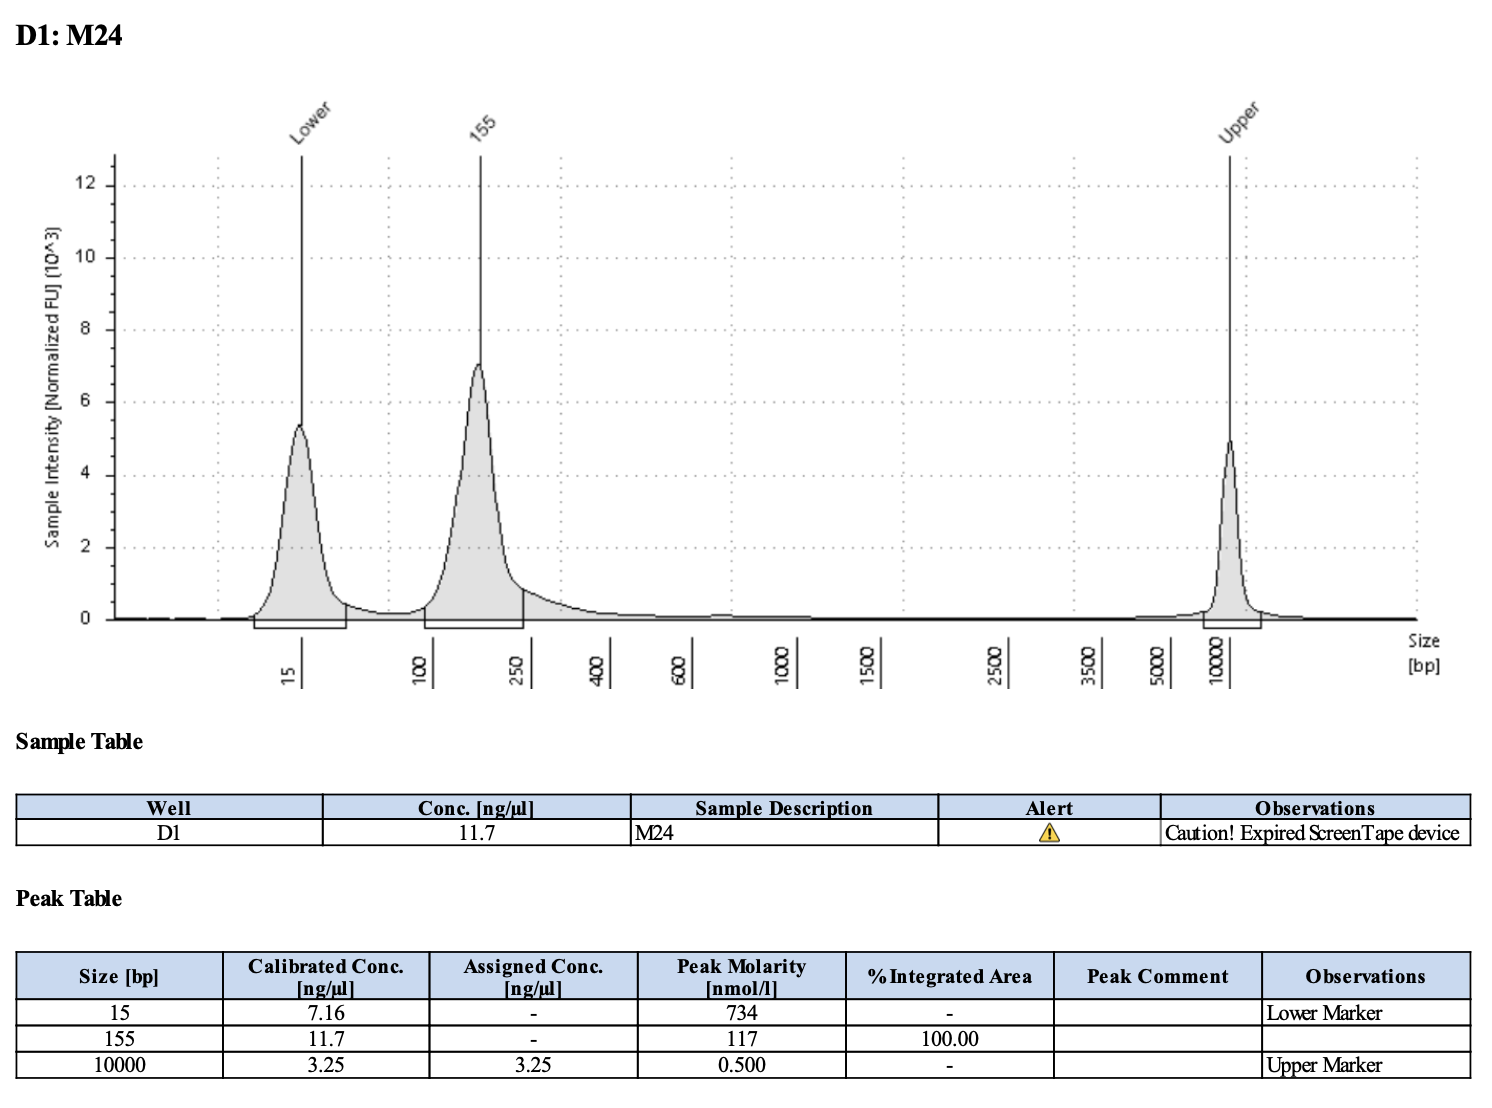 D1: M24
Lower
155
Upper
Sample Intensity [Normalized FU] (10^3)
12
10
8
6
4
2
0
15
100
250
400
600
1000
1500
2500
3500
5000
10000
Size
[bp]
Sample Table
Well Conc. [ng/µl] Sample Description Alert Observations
D1 11.7 M24 Caution! Expired ScreenTape device
Peak Table
Size [bp] Calibrated Conc. [ng/µl] Assigned Conc. [ng/µl] Peak Molarity [nmol/l] % Integrated Area Peak Comment Observations
15 7.16 - 734 - Lower Marker
155 11.7 - 117 100.00
10000 3.25 3.25 0.500 - Upper Marker